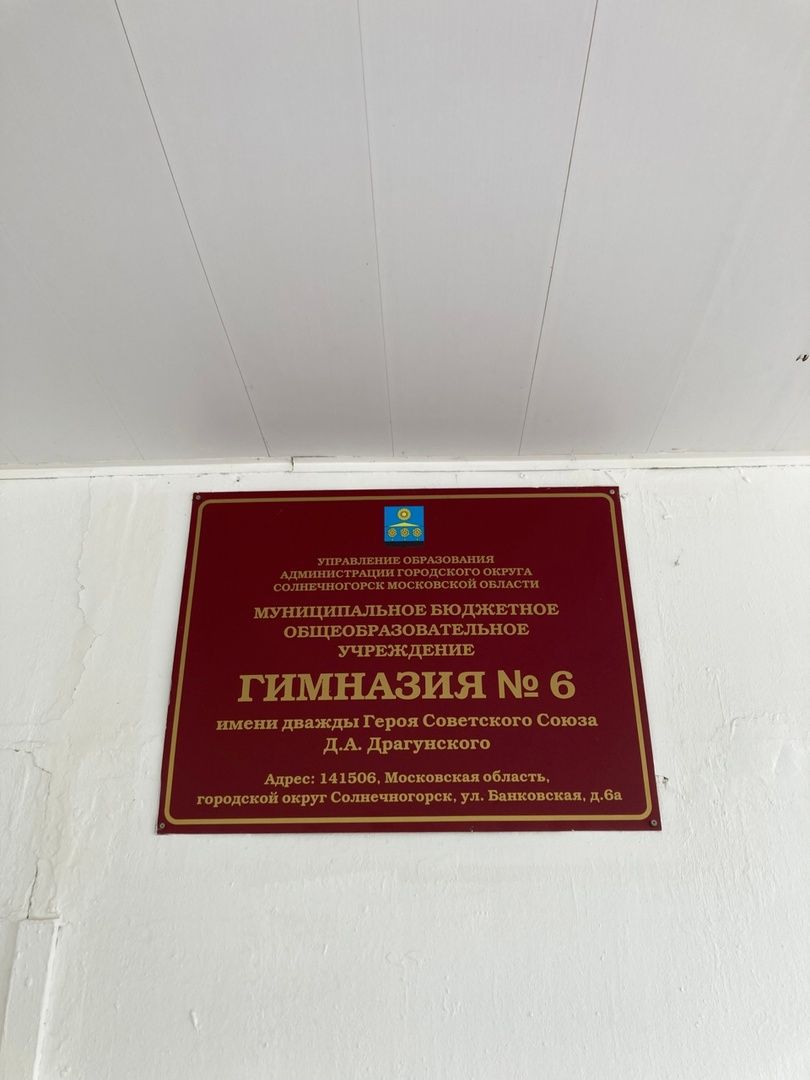 УПРАВЛЕНИЕ ОБРАЗОВАНИЯ
АДМИНИСТРАЦИИ ГОРОДСКОГО ОКРУГА
СОЛНЕЧНОГОРСК МОСКОВСКОЙ ОБЛАСТИ
МУНИЦИПАЛЬНОЕ БЮДЖЕТНОЕ
ОБЩЕОБРАЗОВАТЕЛЬНОЕ
УЧРЕЖДЕНИЕ
ГИМНАЗИЯ № 6
имени дважды Героя Советского Союза
Д.А. Драгунского
Адрес: 141506, Московская область,
городской округ Солнечногорск, ул. Банковская, д.6а